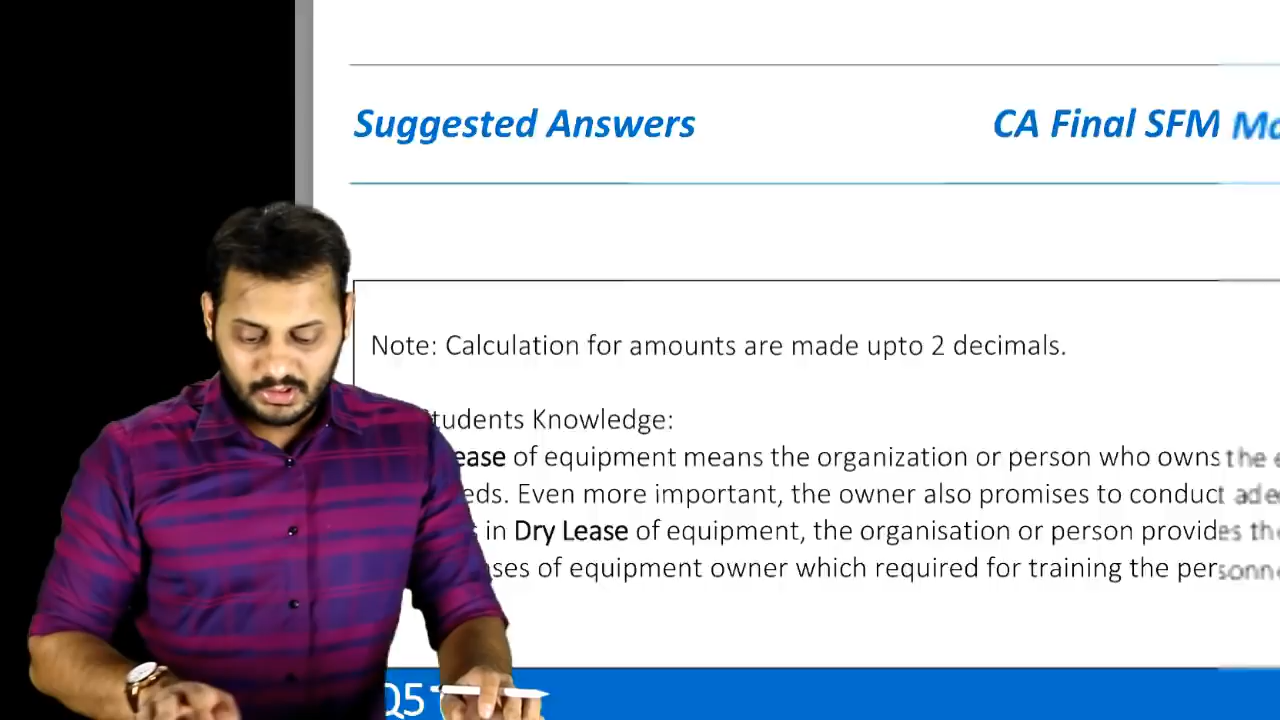 Suggested Answers CA Final SFM
Note: Calculation for amounts are made upto 2 decimals.
tudents Knowledge:
ease of equipment means the organization or person who owns the
eds. Even more important, the owner also promises to conduct
in Dry Lease of equipment, the organisation or person provides
ses of equipment owner which required for training the
Q5